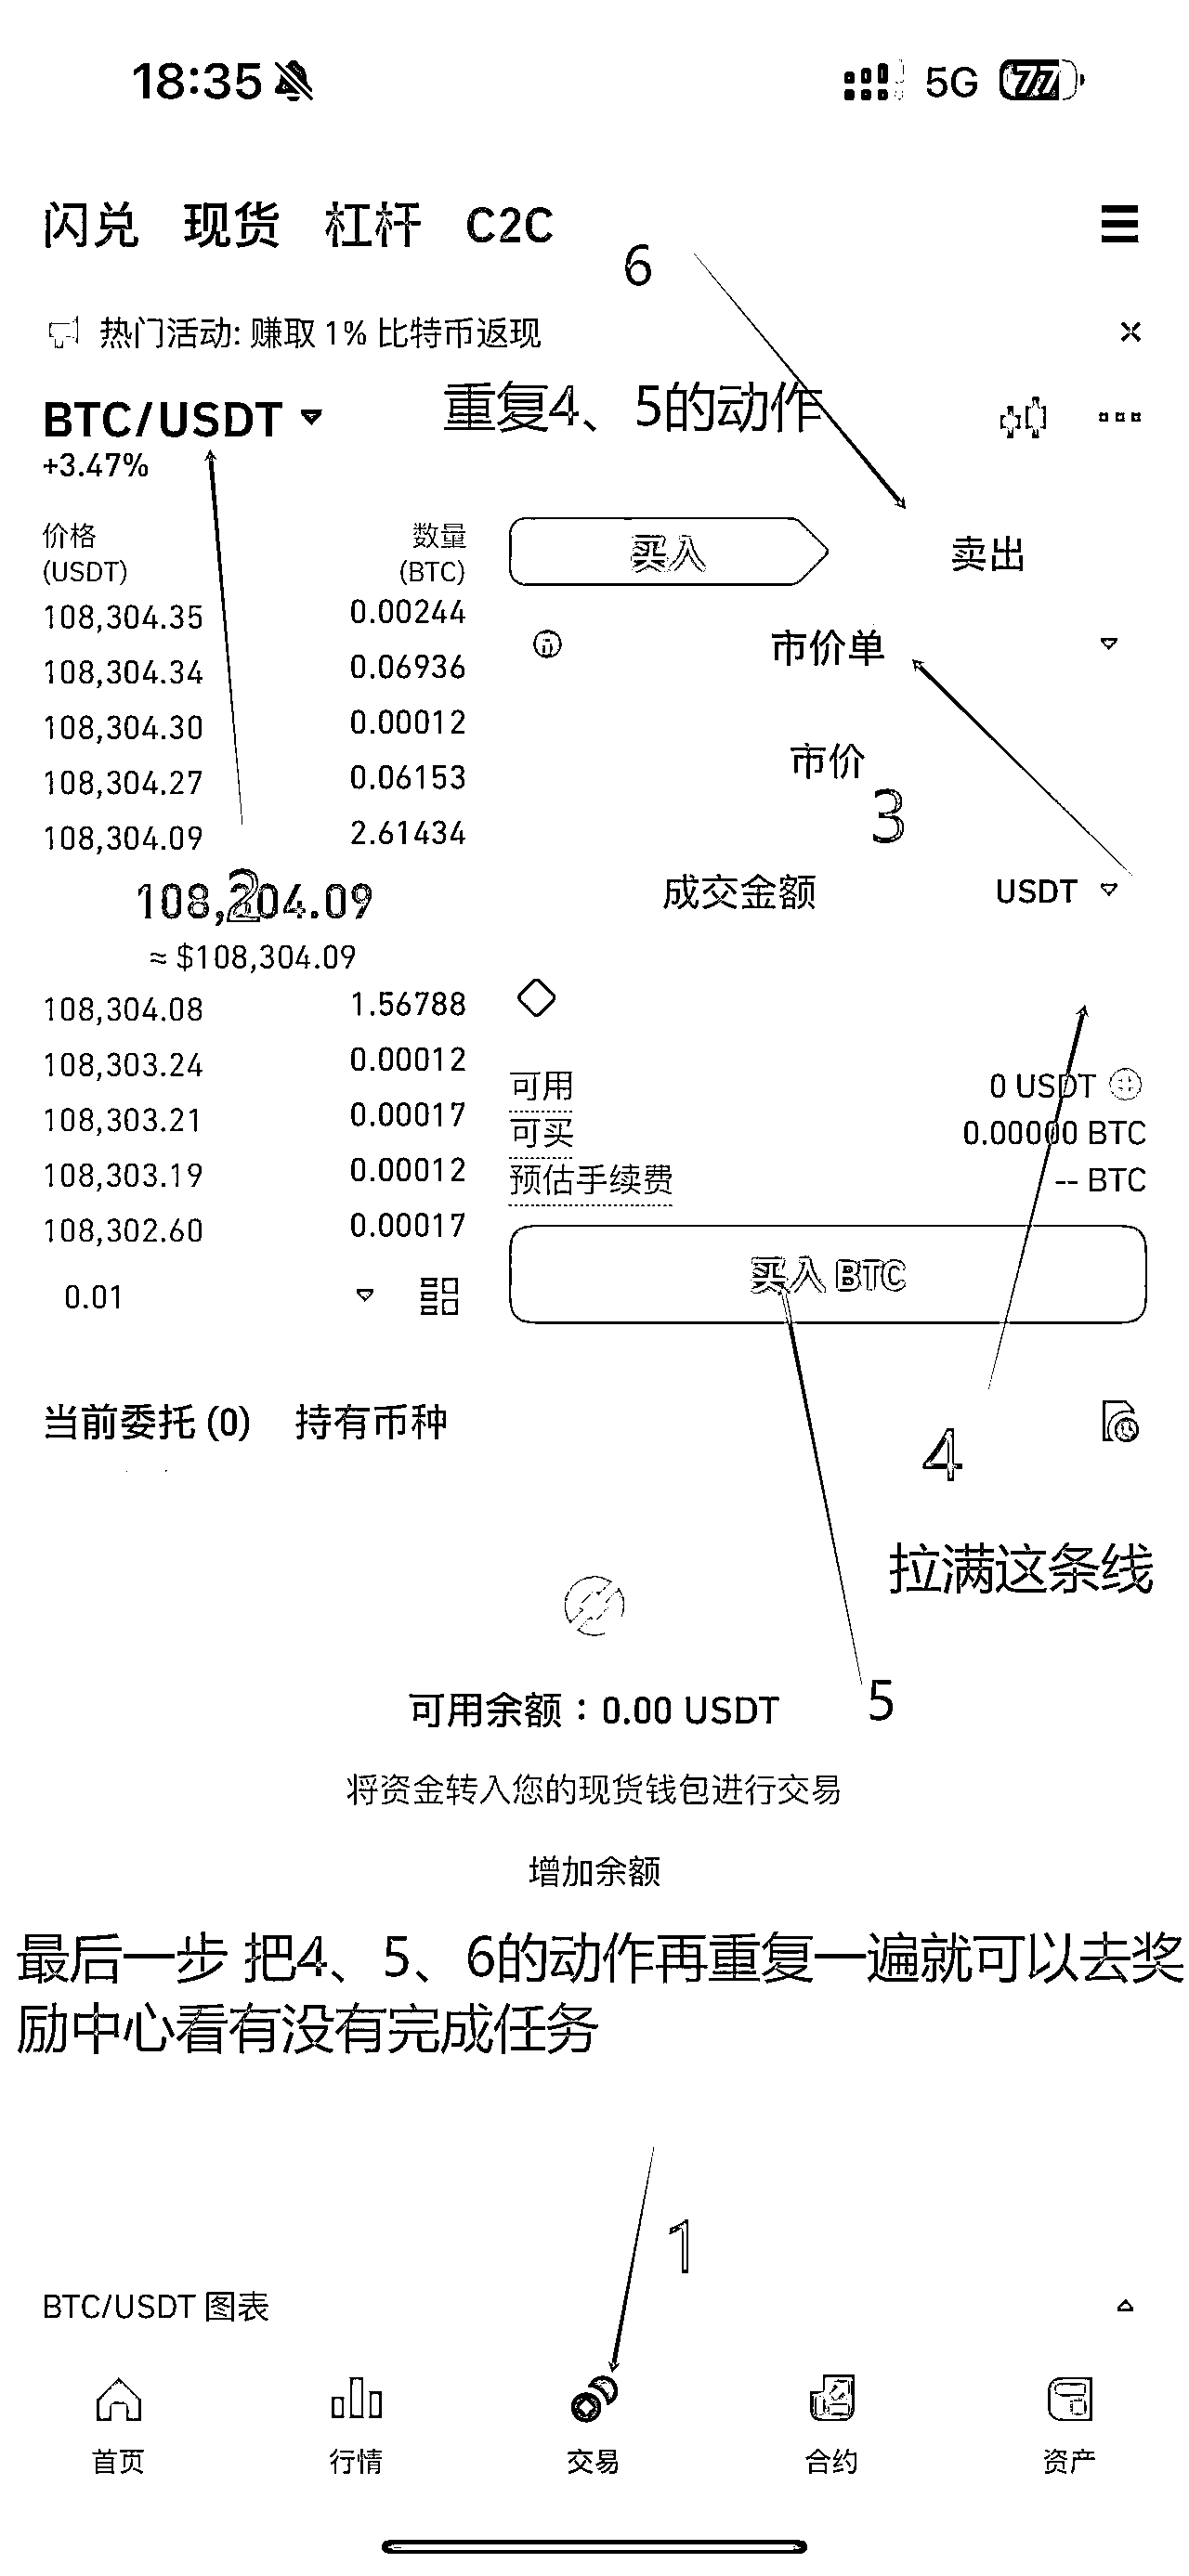 18:35 5G 77
闪兑 现货 杠杆 C2C
6
热门活动: 赚取 1% 比特币返现
BTC/USDT
重复4、5的动作
+3.47%
价格
(USDT)
数量
(BTC)
买入 卖出
108,304.35 0.00244
108,304.34 0.06936
108,304.30 0.00012
108,304.27 0.06153
108,304.09 2.61434
市价单
市价
3
成交金额 USDT
108,304.09
2
≈ $108,304.09
108,304.08 1.56788
108,303.24 0.00012
108,303.21 0.00017
108,303.19 0.00012
108,302.60 0.00017
0.01
可用 0 USDT
可买 0.00000 BTC
预估手续费 -- BTC
买入 BTC
当前委托 (0) 持有币种
4
拉满这条线
5
可用余额：0.00 USDT
将资金转入您的现货钱包进行交易
增加余额
最后一步 把4、5、6的动作再重复一遍就可以去奖
励中心看有没有完成任务
1
BTC/USDT 图表
首页 行情 交易 合约 资产